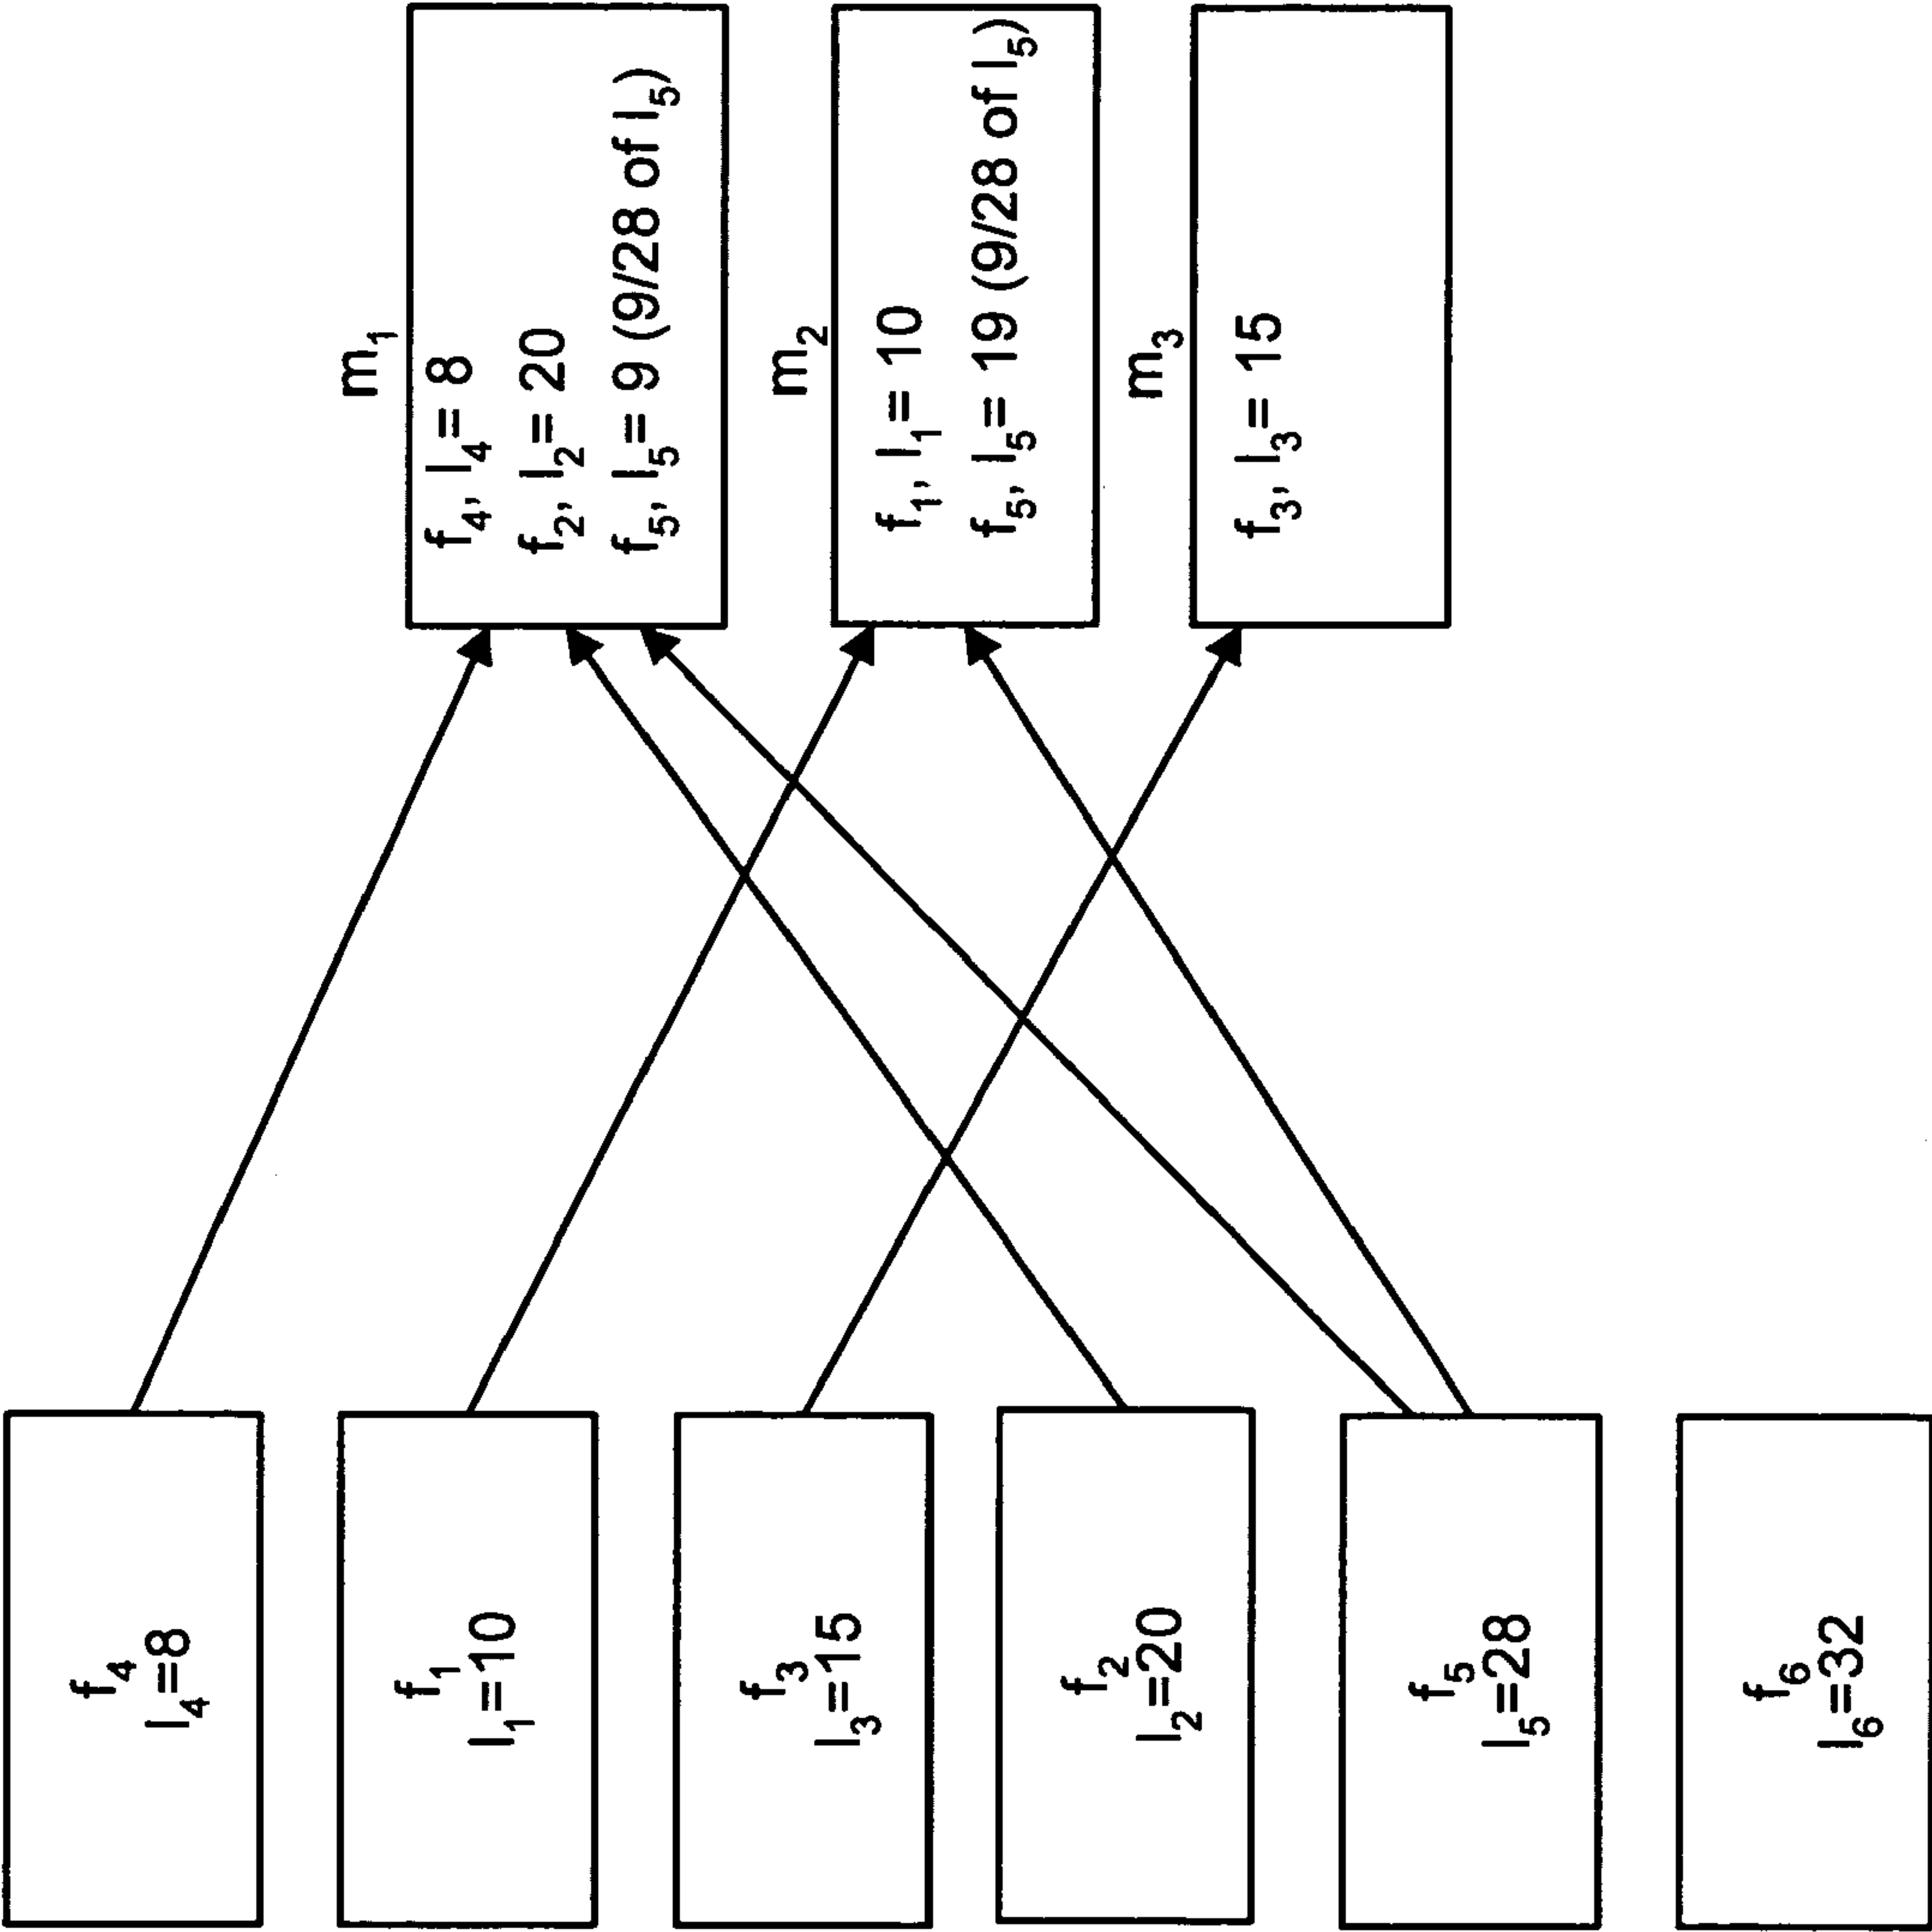 f4
l4=8
f1
l1=10
f3
l3=15
f2
l2=20
f5
l5=28
f6
l6=32
m1
f4, l4= 8
f2, l2= 20
f5, l5= 9 (9/28 of l5)
m2
f1, l1= 10
f5, l5= 19 (9/28 of l5)
m3
f3, l3= 15